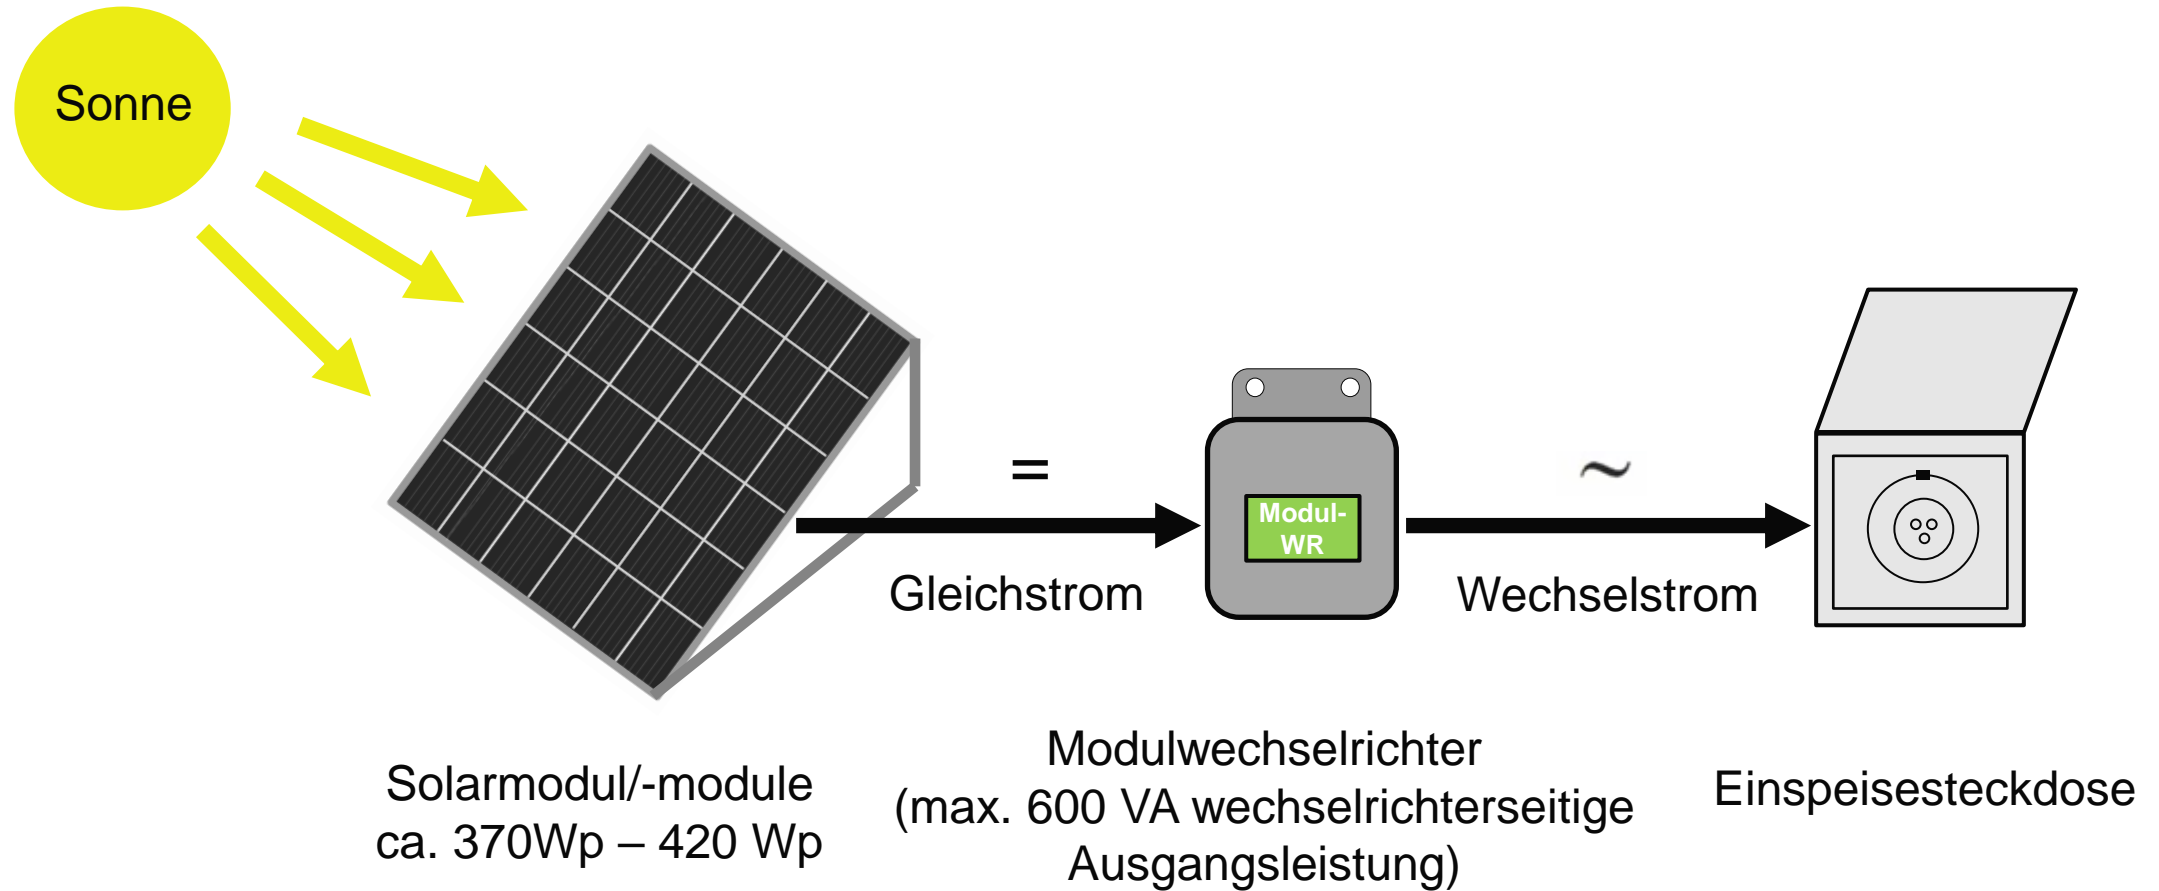 Sonne
=
~
Modul-
WR
Gleichstrom
Wechselstrom
Solarmodul/-module
ca. 370Wp – 420 Wp
Modulwechselrichter
(max. 600 VA wechselrichterseitige
Ausgangsleistung)
Einspeisesteckdose